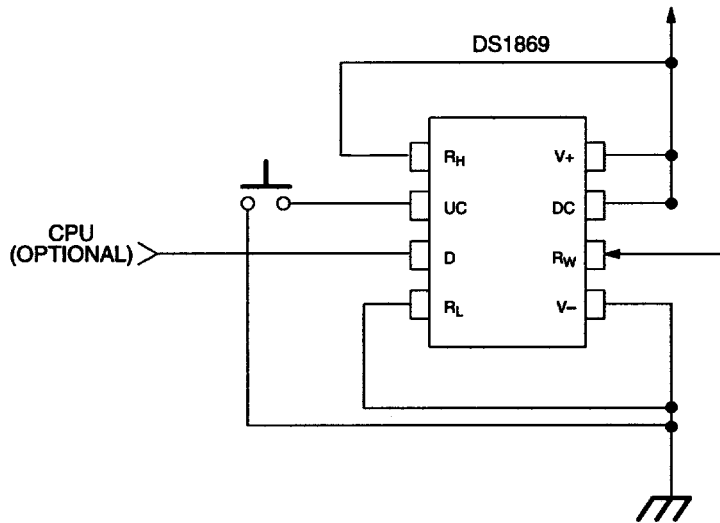 DS1869
RH V+
UC DC
CPU
(OPTIONAL)
D RW
RL V–